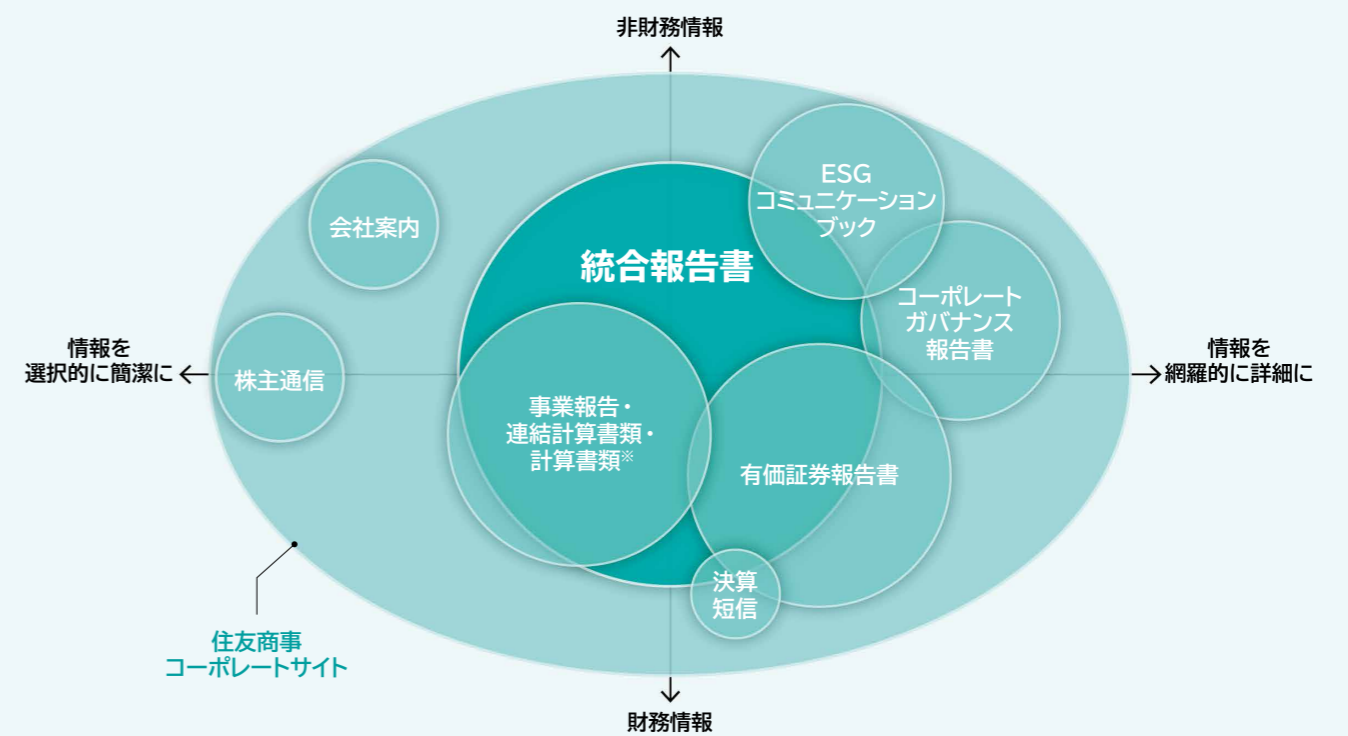 非財務情報
ESG
コミュニケーション
ブック
会社案内
統合報告書
コーポレート
ガバナンス
報告書
情報を
選択的に簡潔に
株主通信
情報を
網羅的に詳細に
事業報告・
連結計算書類・
計算書類※
有価証券報告書
決算
短信
住友商事
コーポレートサイト
財務情報